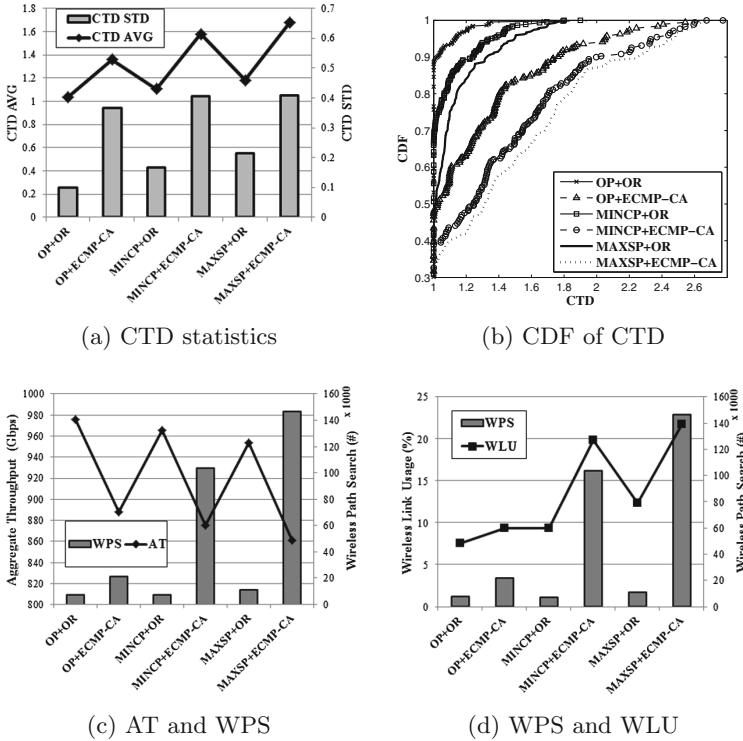 CTD AVG
1.8
1.6
1.4
1.2
1
0.8
0.6
0.4
0.2
0
CTD STD
CTD AVG
0.7
0.6
0.5
0.4
0.3
0.2
0.1
0
CTD STD
OP+OR
OP+ECMP-CA
MINCP+OR
MINCP+ECMP-CA
MAXSP+OR
MAXSP+ECMP-CA
(a) CTD statistics
CDF
1
0.9
0.8
0.7
0.6
0.5
0.4
0.3
OP+OR
OP+ECMP-CA
MINCP+OR
MINCP+ECMP-CA
MAXSP+OR
MAXSP+ECMP-CA
1 1.2 1.4 1.6 1.8 2 2.2 2.4 2.6
CTD
(b) CDF of CTD
Aggregate Throughput (Gbps)
1000
980
960
940
920
900
880
860
840
820
800
WPS AT
160
140
120
100
80
60
40
20
0
x 1000
Wireless Path Search (#)
OP+OR
OP+ECMP-CA
MINCP+OR
MINCP+ECMP-CA
MAXSP+OR
MAXSP+ECMP-CA
(c) AT and WPS
Wireless Link Usage (%)
25
20
15
10
5
0
WPS
WLU
160
140
120
100
80
60
40
20
0
x 1000
Wireless Path Search (#)
OP+OR
OP+ECMP-CA
MINCP+OR
MINCP+ECMP-CA
MAXSP+OR
MAXSP+ECMP-CA
(d) WPS and WLU